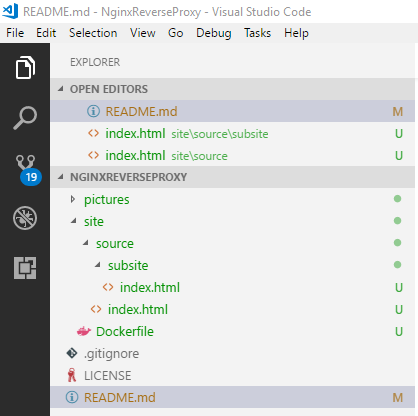 README.md - NginxReverseProxy - Visual Studio Code
File Edit Selection View Go Debug Tasks Help
EXPLORER
OPEN EDITORS
README.md M
index.html site\source\subsite U
index.html site\source U
19
NGINXREVERSEPROXY
pictures
site
source
subsite
index.html U
index.html U
Dockerfile U
.gitignore
LICENSE
README.md M